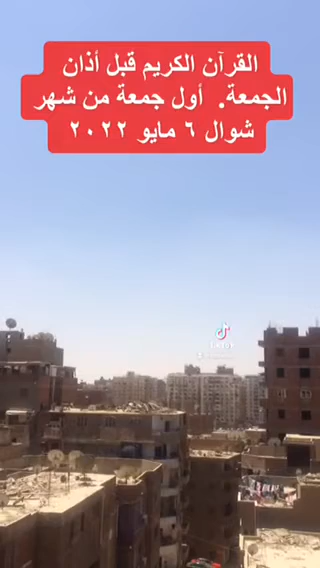 القرآن الكريم قبل أذان
الجمعة. أول جمعة من شهر
شوال ٦ مايو ٢٠٢٢